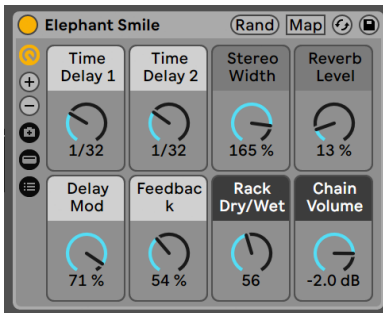 Elephant Smile Rand Map
Time Delay 1
Time Delay 2
Stereo Width
Reverb Level
1/32 1/32 165 % 13 %
Delay Mod
Feedbac k
Rack Dry/Wet
Chain Volume
71 % 54 % 56 -2.0 dB